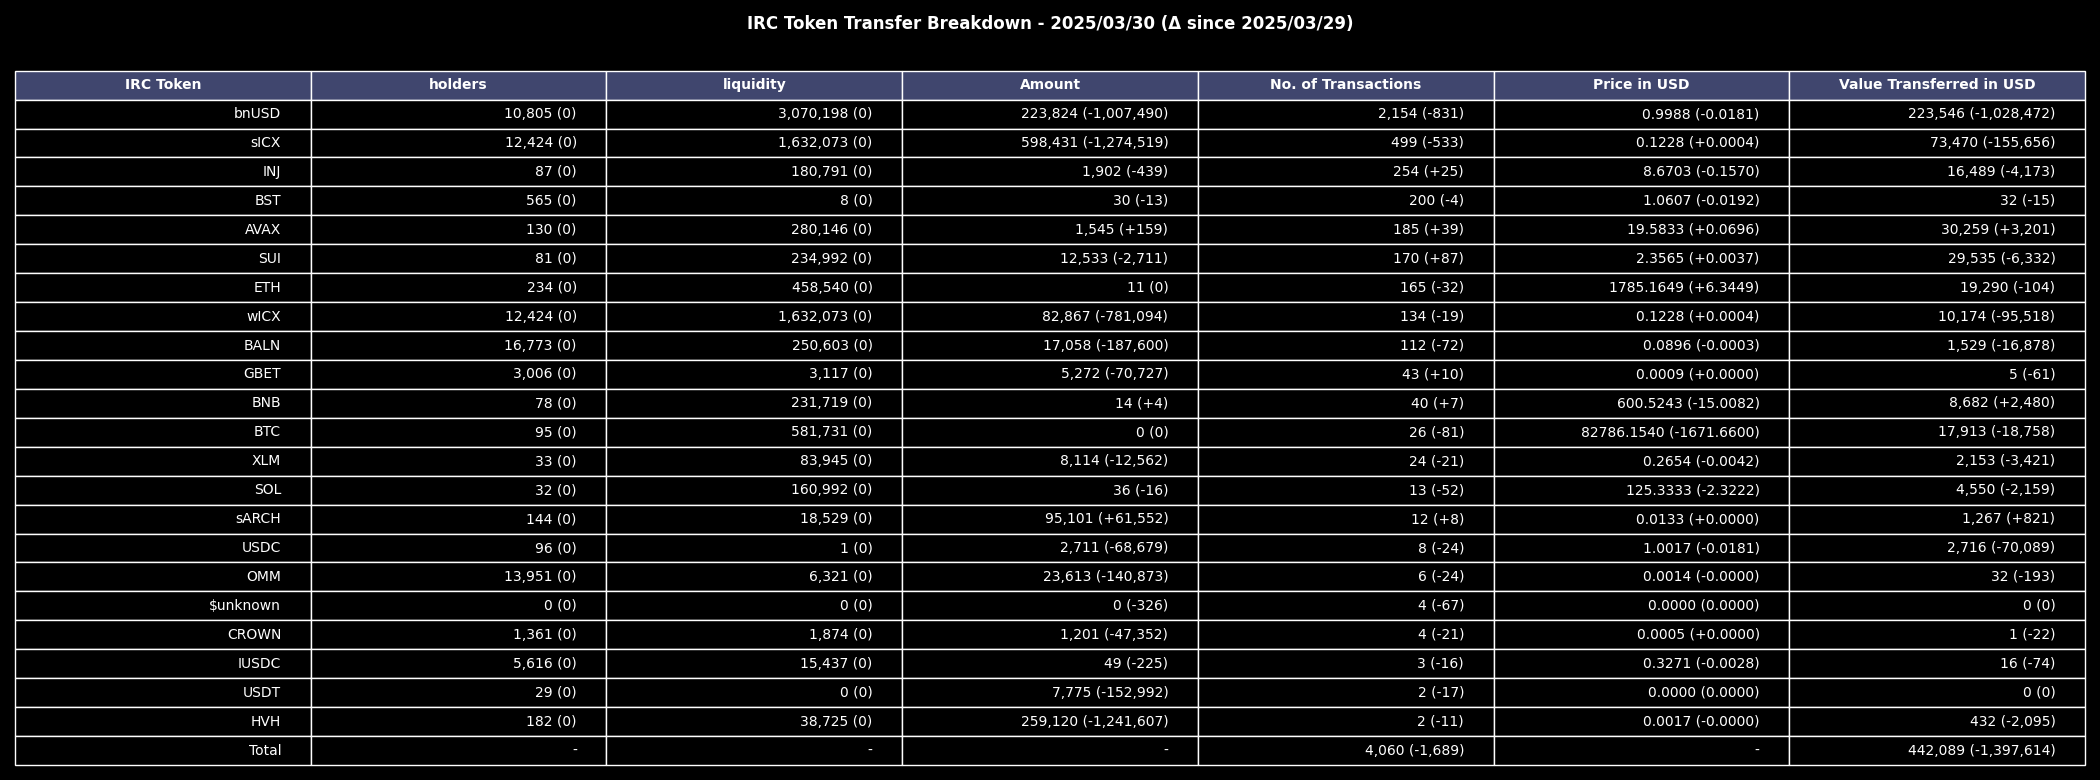 IRC Token Transfer Breakdown - 2025/03/30 (Δ since 2025/03/29)
IRC Token holders liquidity Amount No. of Transactions Price in USD Value Transferred in USD
bnUSD 10,805 (0) 3,070,198 (0) 223,824 (-1,007,490) 2,154 (-831) 0.9988 (-0.0181) 223,546 (-1,028,472)
sICX 12,424 (0) 1,632,073 (0) 598,431 (-1,274,519) 499 (-533) 0.1228 (+0.0004) 73,470 (-155,656)
INJ 87 (0) 180,791 (0) 1,902 (-439) 254 (+25) 8.6703 (-0.1570) 16,489 (-4,173)
BST 565 (0) 8 (0) 30 (-13) 200 (-4) 1.0607 (-0.0192) 32 (-15)
AVAX 130 (0) 280,146 (0) 1,545 (+159) 185 (+39) 19.5833 (+0.0696) 30,259 (+3,201)
SUI 81 (0) 234,992 (0) 12,533 (-2,711) 170 (+87) 2.3565 (+0.0037) 29,535 (-6,332)
ETH 234 (0) 458,540 (0) 11 (0) 165 (-32) 1785.1649 (+6.3449) 19,290 (-104)
wICX 12,424 (0) 1,632,073 (0) 82,867 (-781,094) 134 (-19) 0.1228 (+0.0004) 10,174 (-95,518)
BALN 16,773 (0) 250,603 (0) 17,058 (-187,600) 112 (-72) 0.0896 (-0.0003) 1,529 (-16,878)
GBET 3,006 (0) 3,117 (0) 5,272 (-70,727) 43 (+10) 0.0009 (+0.0000) 5 (-61)
BNB 78 (0) 231,719 (0) 14 (+4) 40 (+7) 600.5243 (-15.0082) 8,682 (+2,480)
BTC 95 (0) 581,731 (0) 0 (0) 26 (-81) 82786.1540 (-1671.6600) 17,913 (-18,758)
XLM 33 (0) 83,945 (0) 8,114 (-12,562) 24 (-21) 0.2654 (-0.0042) 2,153 (-3,421)
SOL 32 (0) 160,992 (0) 36 (-16) 13 (-52) 125.3333 (-2.3222) 4,550 (-2,159)
sARCH 144 (0) 18,529 (0) 95,101 (+61,552) 12 (+8) 0.0133 (+0.0000) 1,267 (+821)
USDC 96 (0) 1 (0) 2,711 (-68,679) 8 (-24) 1.0017 (-0.0181) 2,716 (-70,089)
OMM 13,951 (0) 6,321 (0) 23,613 (-140,873) 6 (-24) 0.0014 (-0.0000) 32 (-193)
$unknown 0 (0) 0 (0) 0 (-326) 4 (-67) 0.0000 (0.0000) 0 (0)
CROWN 1,361 (0) 1,874 (0) 1,201 (-47,352) 4 (-21) 0.0005 (+0.0000) 1 (-22)
IUSDC 5,616 (0) 15,437 (0) 49 (-225) 3 (-16) 0.3271 (-0.0028) 16 (-74)
USDT 29 (0) 0 (0) 7,775 (-152,992) 2 (-17) 0.0000 (0.0000) 0 (0)
HVH 182 (0) 38,725 (0) 259,120 (-1,241,607) 2 (-11) 0.0017 (-0.0000) 432 (-2,095)
Total - - - 4,060 (-1,689) - 442,089 (-1,397,614)